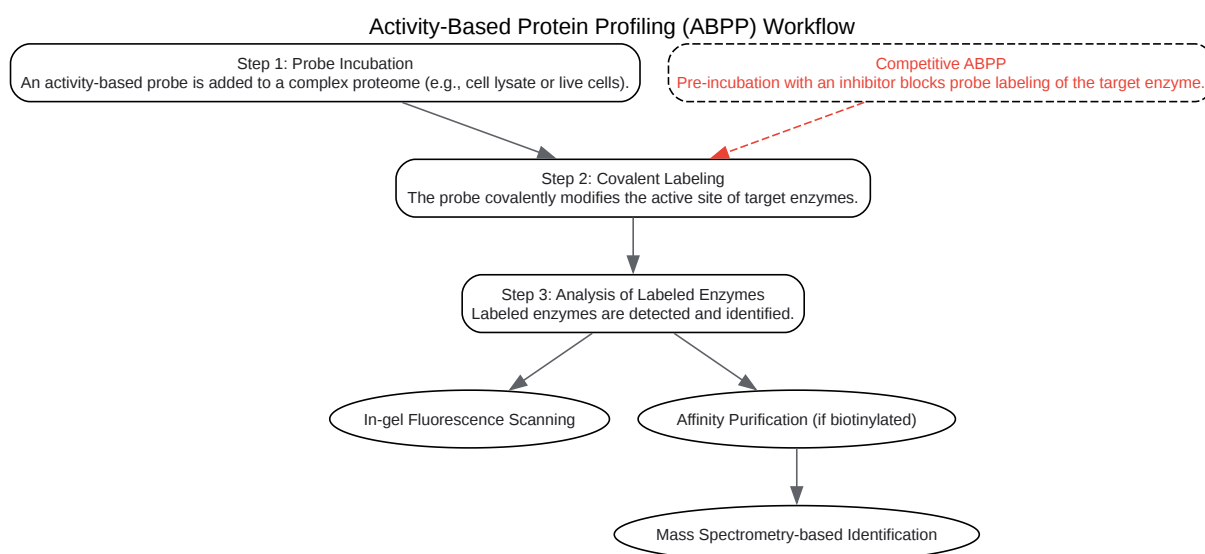 Activity-Based Protein Profiling (ABPP) Workflow
Step 1: Probe Incubation
An activity-based probe is added to a complex proteome (e.g., cell lysate or live cells).
Competitive ABPP
Pre-incubation with an inhibitor blocks probe labeling of the target enzyme.
Step 2: Covalent Labeling
The probe covalently modifies the active site of target enzymes.
Step 3: Analysis of Labeled Enzymes
Labeled enzymes are detected and identified.
In-gel Fluorescence Scanning
Affinity Purification (if biotinylated)
Mass Spectrometry-based Identification